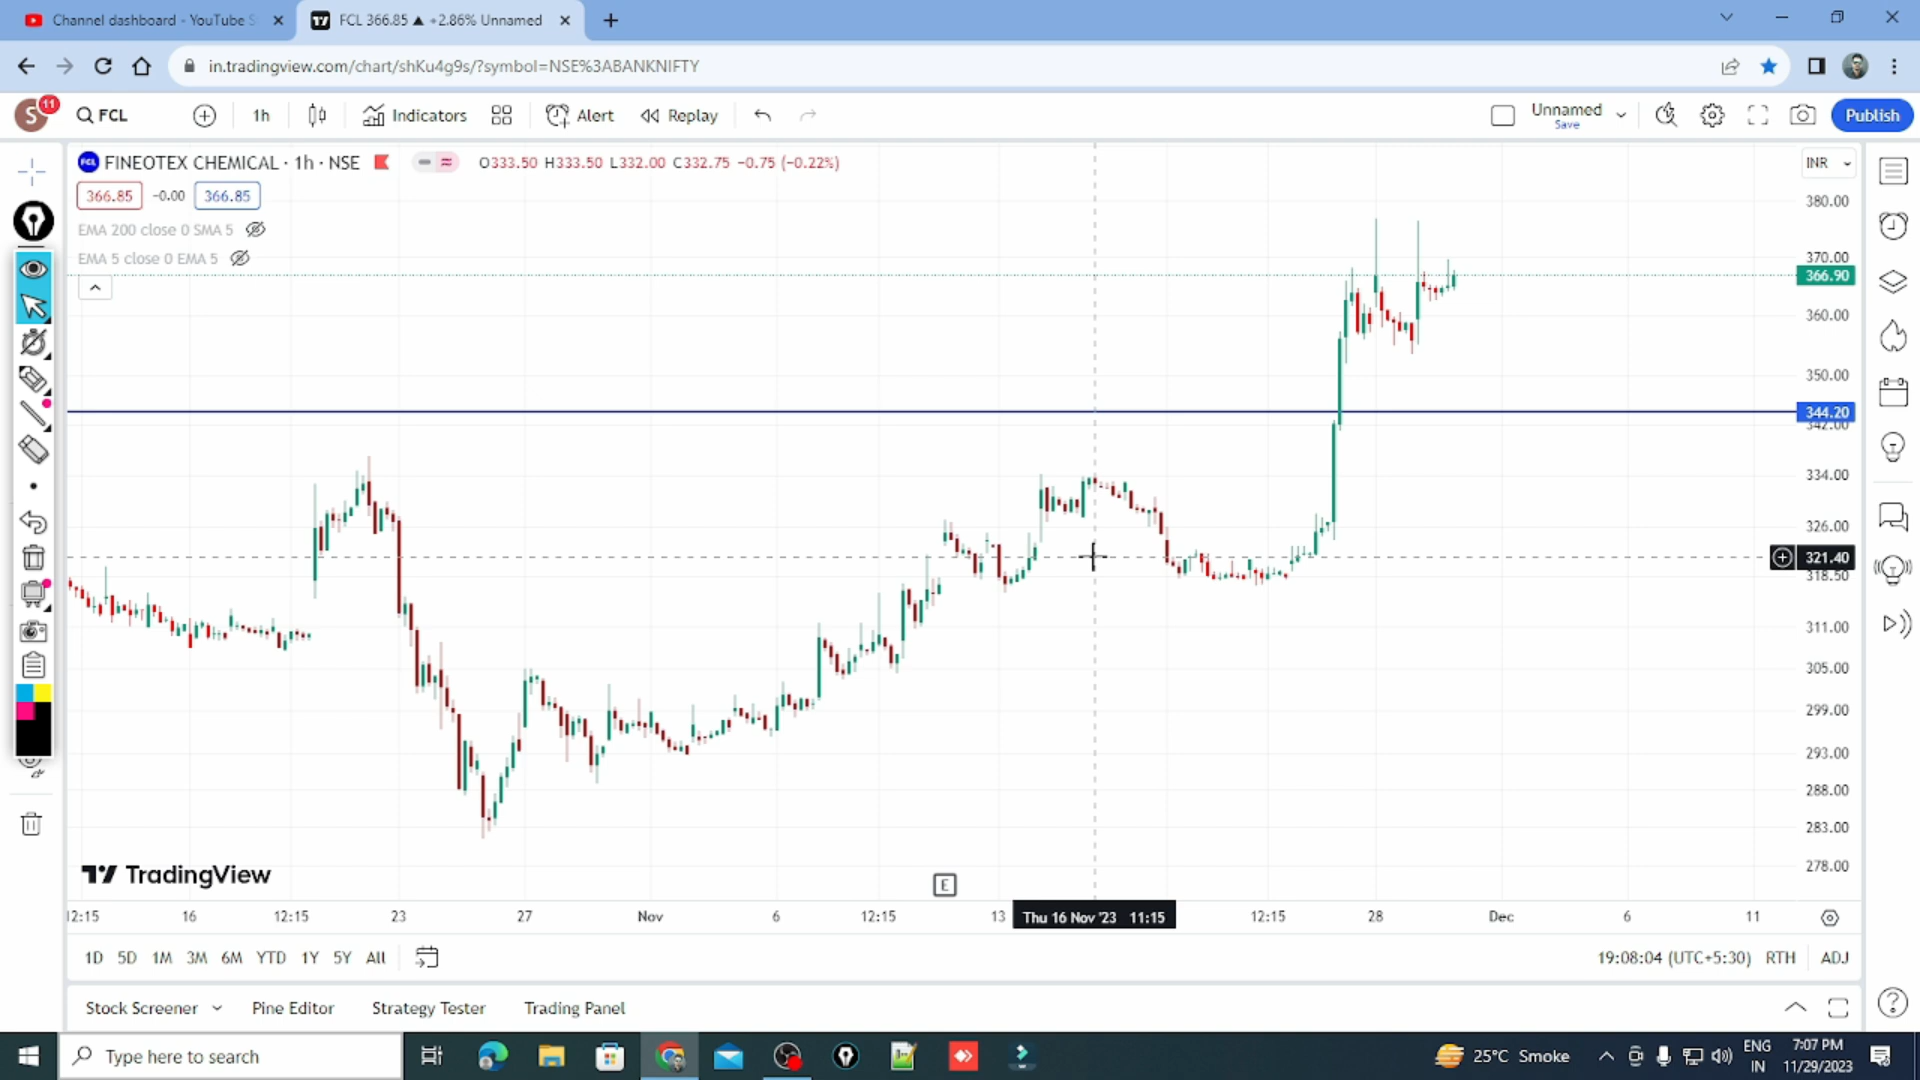 Channel dashboard - YouTube S
FCL 366.85 ▲ +2.86% Unnamed
in.tradingview.com/chart/shKu4g9s/?symbol=NSE%3ABANKNIFTY
S 11
FCL
1h
Indicators
Alert
Replay
Unnamed
Save
Publish
FCL FINEOTEX CHEMICAL · 1h · NSE
O333.50 H333.50 L332.00 C332.75 −0.75 (−0.22%)
INR
366.85 −0.00 366.85
EMA 200 close 0 SMA 5
EMA 5 close 0 EMA 5
380.00
370.00
366.90
360.00
350.00
344.20
342.00
334.00
326.00
321.40
318.50
311.00
305.00
299.00
293.00
288.00
283.00
278.00
TradingView
E
12:15 16 12:15 23 27 Nov 6 12:15 13 Thu 16 Nov '23 11:15 12:15 28 Dec 6 11
1D 5D 1M 3M 6M YTD 1Y 5Y All
19:08:04 (UTC+5:30) RTH ADJ
Stock Screener Pine Editor Strategy Tester Trading Panel
Type here to search
25°C Smoke
ENG
IN
7:07 PM
11/29/2023